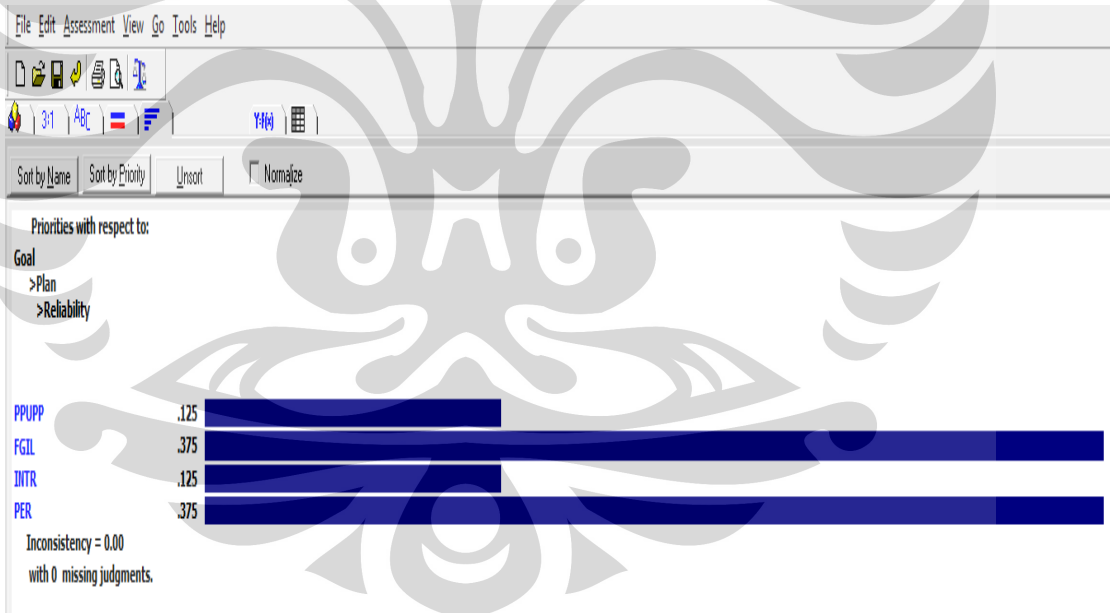 File Edit Assessment View Go Tools Help
3:1 ABC Y=f(x)
Sort by Name Sort by Priority Unsort Normalize
Priorities with respect to:
Goal
>Plan
>Reliability
PPUPP .125
FGIL .375
INTR .125
PER .375
Inconsistency = 0.00
with 0 missing judgments.